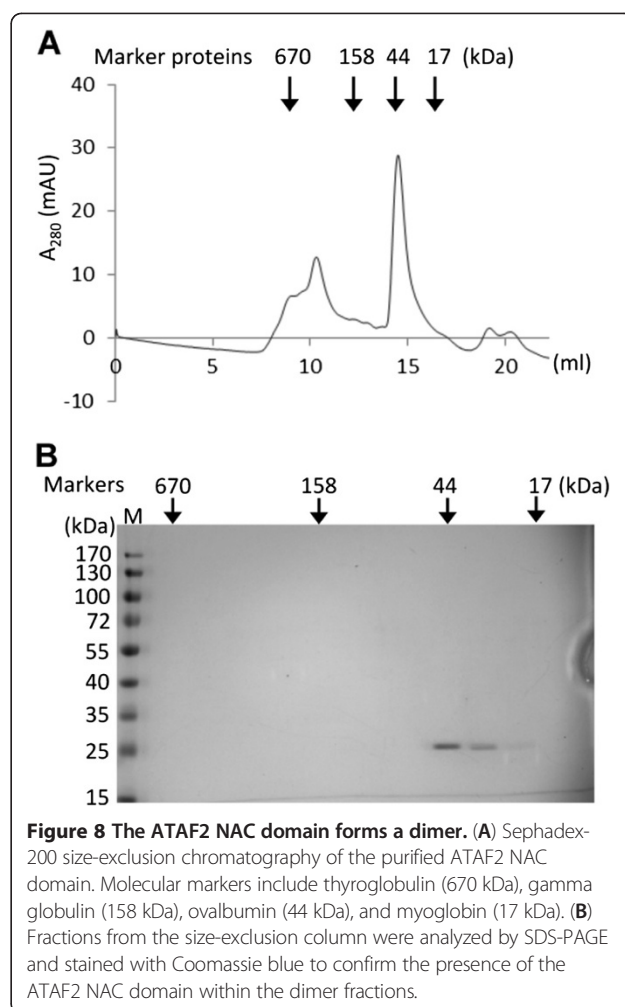 A
Marker proteins 670 158 44 17 (kDa)
40
30
20
10
0
-10
A280 (mAU)
0 5 10 15 20 (ml)
B
Markers 670 158 44 17 (kDa)
(kDa) M
170
130
100
72
55
40
35
25
15
Figure 8 The ATAF2 NAC domain forms a dimer. (A) Sephadex-
200 size-exclusion chromatography of the purified ATAF2 NAC
domain. Molecular markers include thyroglobulin (670 kDa), gamma
globulin (158 kDa), ovalbumin (44 kDa), and myoglobin (17 kDa). (B)
Fractions from the size-exclusion column were analyzed by SDS-PAGE
and stained with Coomassie blue to confirm the presence of the
ATAF2 NAC domain within the dimer fractions.